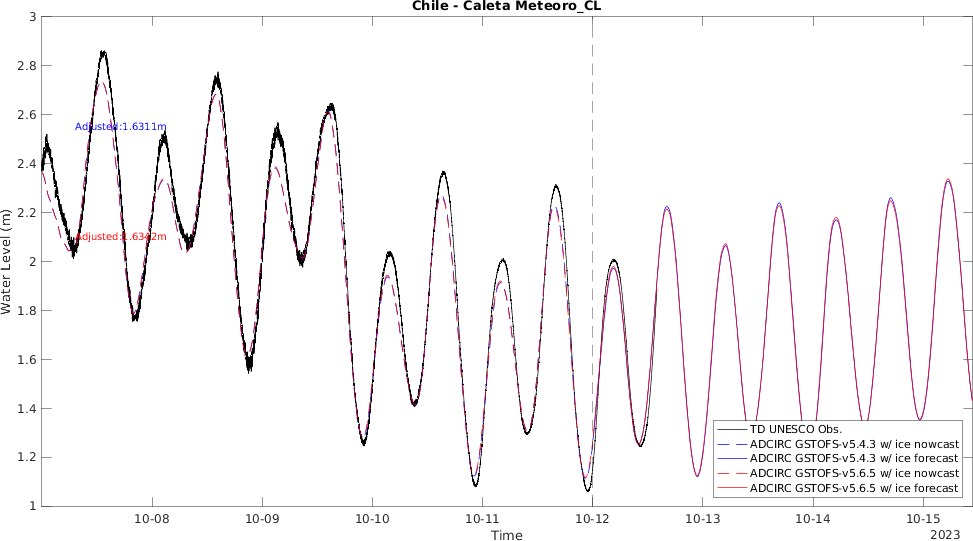 Chile - Caleta Meteoro_CL
3
2.8
2.6
2.4
2.2
2
1.8
1.6
1.4
1.2
1
Water Level (m)
Adjusted:1.6311m
Adjusted:1.6342m
TD UNESCO Obs.
ADCIRC GSTOFS-v5.4.3 w/ ice nowcast
ADCIRC GSTOFS-v5.4.3 w/ ice forecast
ADCIRC GSTOFS-v5.6.5 w/ ice nowcast
ADCIRC GSTOFS-v5.6.5 w/ ice forecast
10-08 10-09 10-10 10-11 10-12 10-13 10-14 10-15
Time
2023